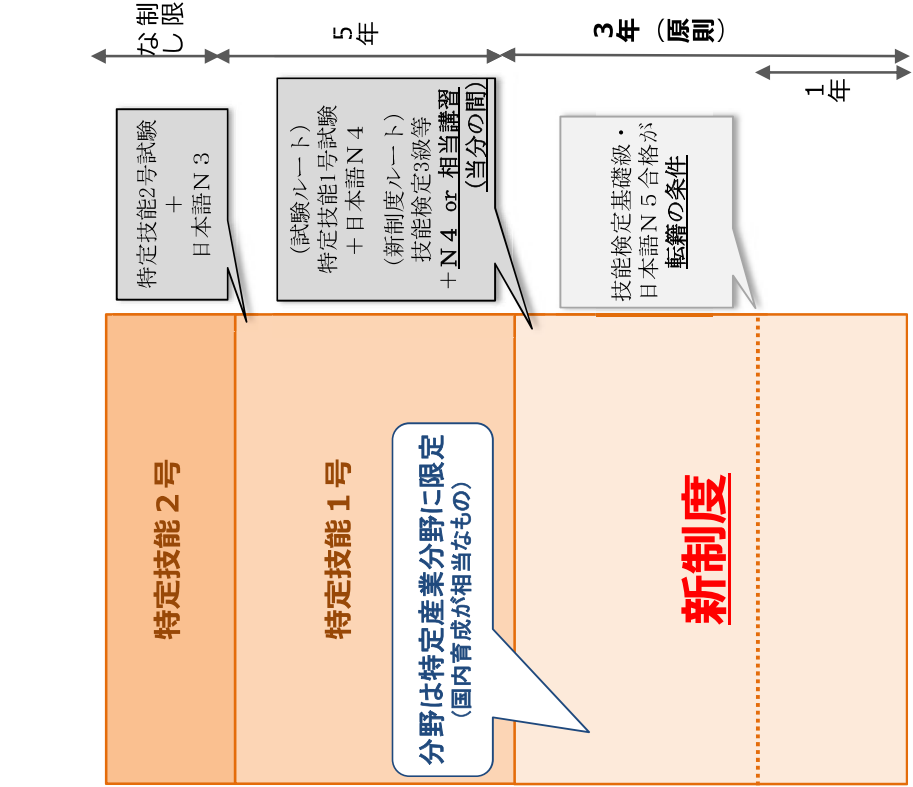 制限
なし
5年
3年（原則）
1年
特定技能2号試験
＋
日本語N3
（試験ルート）
特定技能1号試験
＋日本語N4
（新制度ルート）
技能検定3級等
＋N4 or 相当講習
（当分の間）
技能検定基礎級・
日本語N5合格が
転籍の条件
特定技能2号
特定技能1号
分野は特定産業分野に限定
（国内育成が相当なもの）
新制度